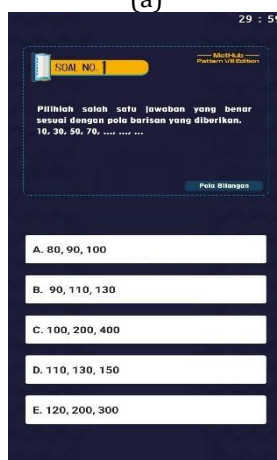 (a)
29 : 59
SOAL NO. 1
MatHub
Pattern VIII Edition
Pilihlah salah satu jawaban yang benar
sesuai dengan pola barisan yang diberikan.
10, 30, 50, 70, ...., ...., ...
Pola Bilangan
A. 80, 90, 100
B. 90, 110, 130
C. 100, 200, 400
D. 110, 130, 150
E. 120, 200, 300